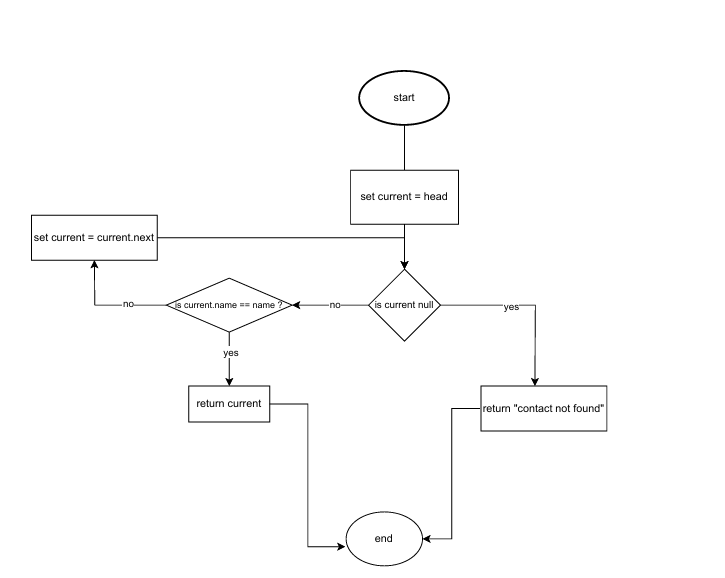 start
set current = head
set current = current.next
no
is current.name == name ?
no
is current null
yes
yes
return current
return "contact not found"
end